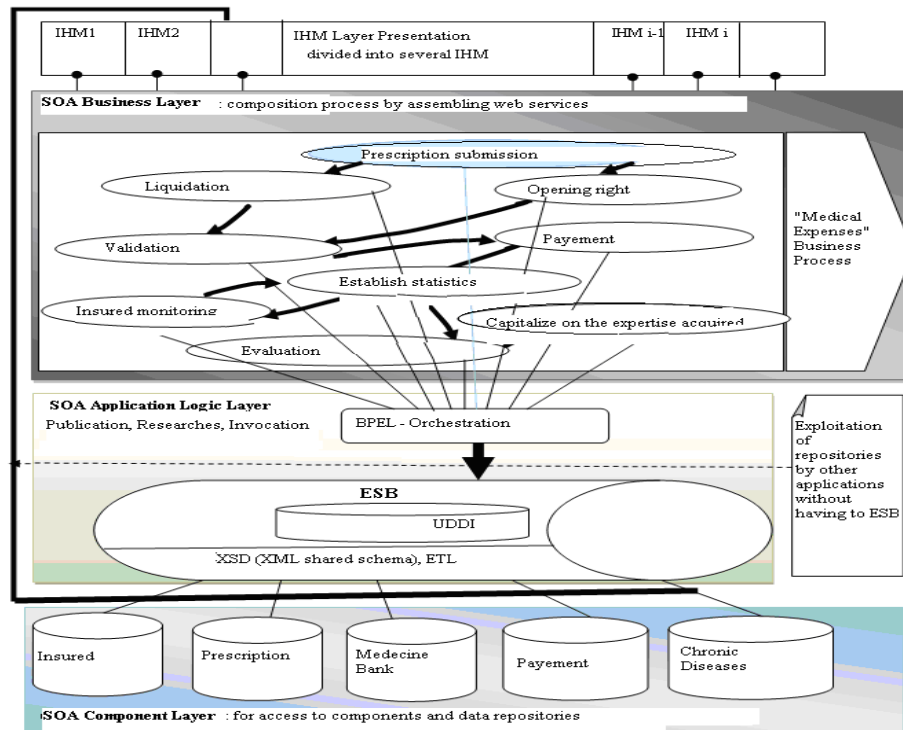 IHM1
IHM2
IHM Layer Presentation
divided into several IHM
IHM i-1
IHM i
SOA Business Layer : composition process by assembling web services
Prescription submission
Liquidation
Opening right
Validation
Payement
Establish statistics
Insured monitoring
Capitalize on the expertise acquired
Evaluation
"Medical
Expenses"
Business
Process
SOA Application Logic Layer
Publication, Researches, Invocation
BPEL - Orchestration
Exploitation
of
repositories
by other
applications
without
having to ESB
ESB
UDDI
XSD (XML shared schema), ETL
Insured
Prescription
Medecine
Bank
Payement
Chronic
Diseases
SOA Component Layer : for access to components and data repositories